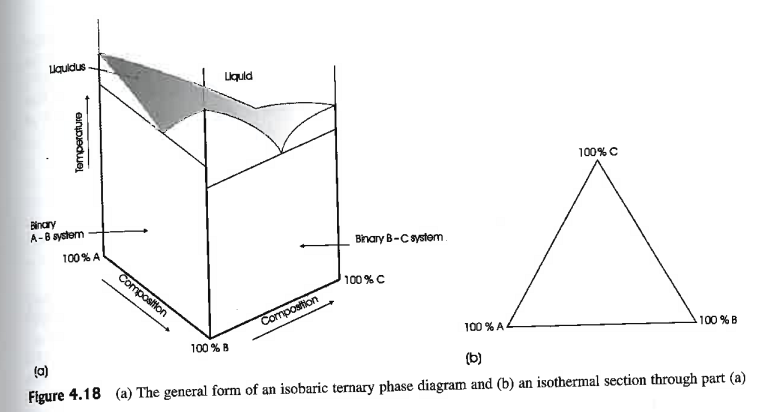 Liquidus
Liquid
Temperature
Binary
A-B system
Binary B-C system
100% A
100% C
Composition
Composition
100% B
(a)
100% C
100% A
100% B
(b)
Figure 4.18 (a) The general form of an isobaric ternary phase diagram and (b) an isothermal section through part (a)